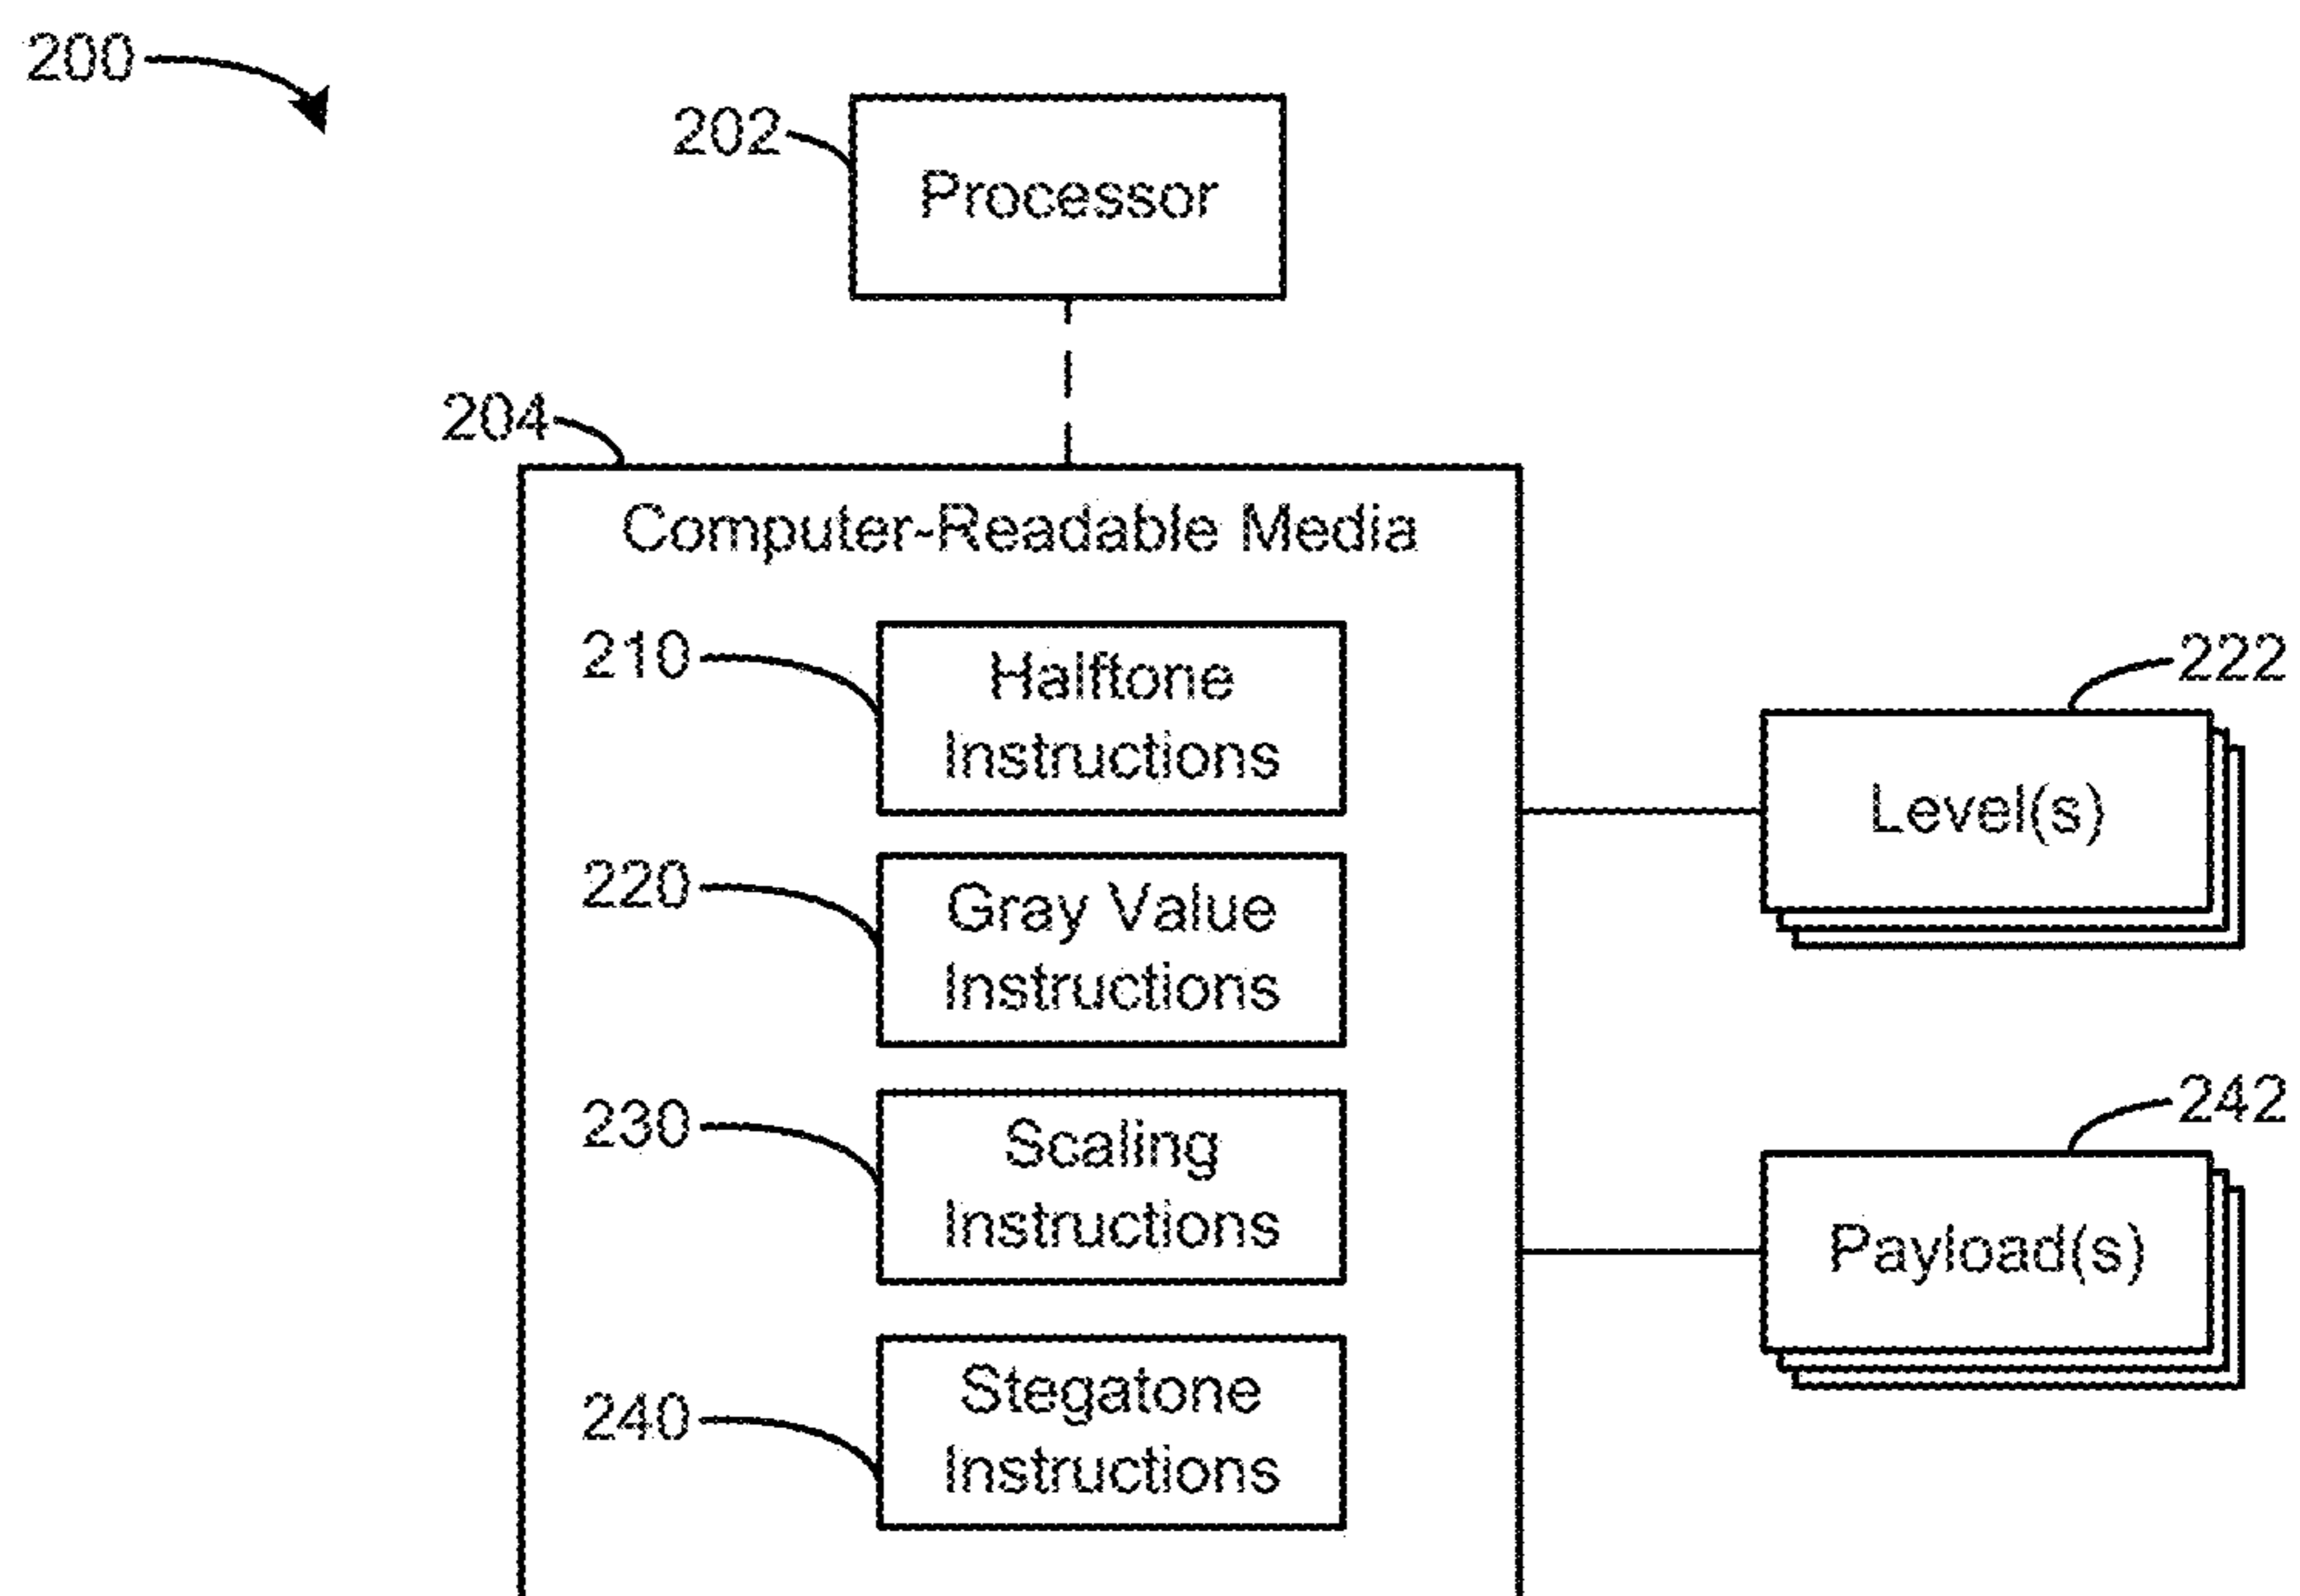 200
202
Processor
204
Computer-Readable Media
210
Halftone
Instructions
222
Level(s)
220
Gray Value
Instructions
230
Scaling
Instructions
242
Payload(s)
240
Stegatone
Instructions